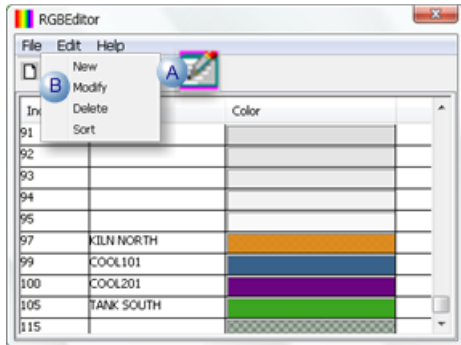 RGBEditor
File Edit Help
A
New
B Modify
Delete
Sort
In Color
91
92
93
94
95
97 KILN NORTH
99 COOL101
100 COOL201
105 TANK SOUTH
115